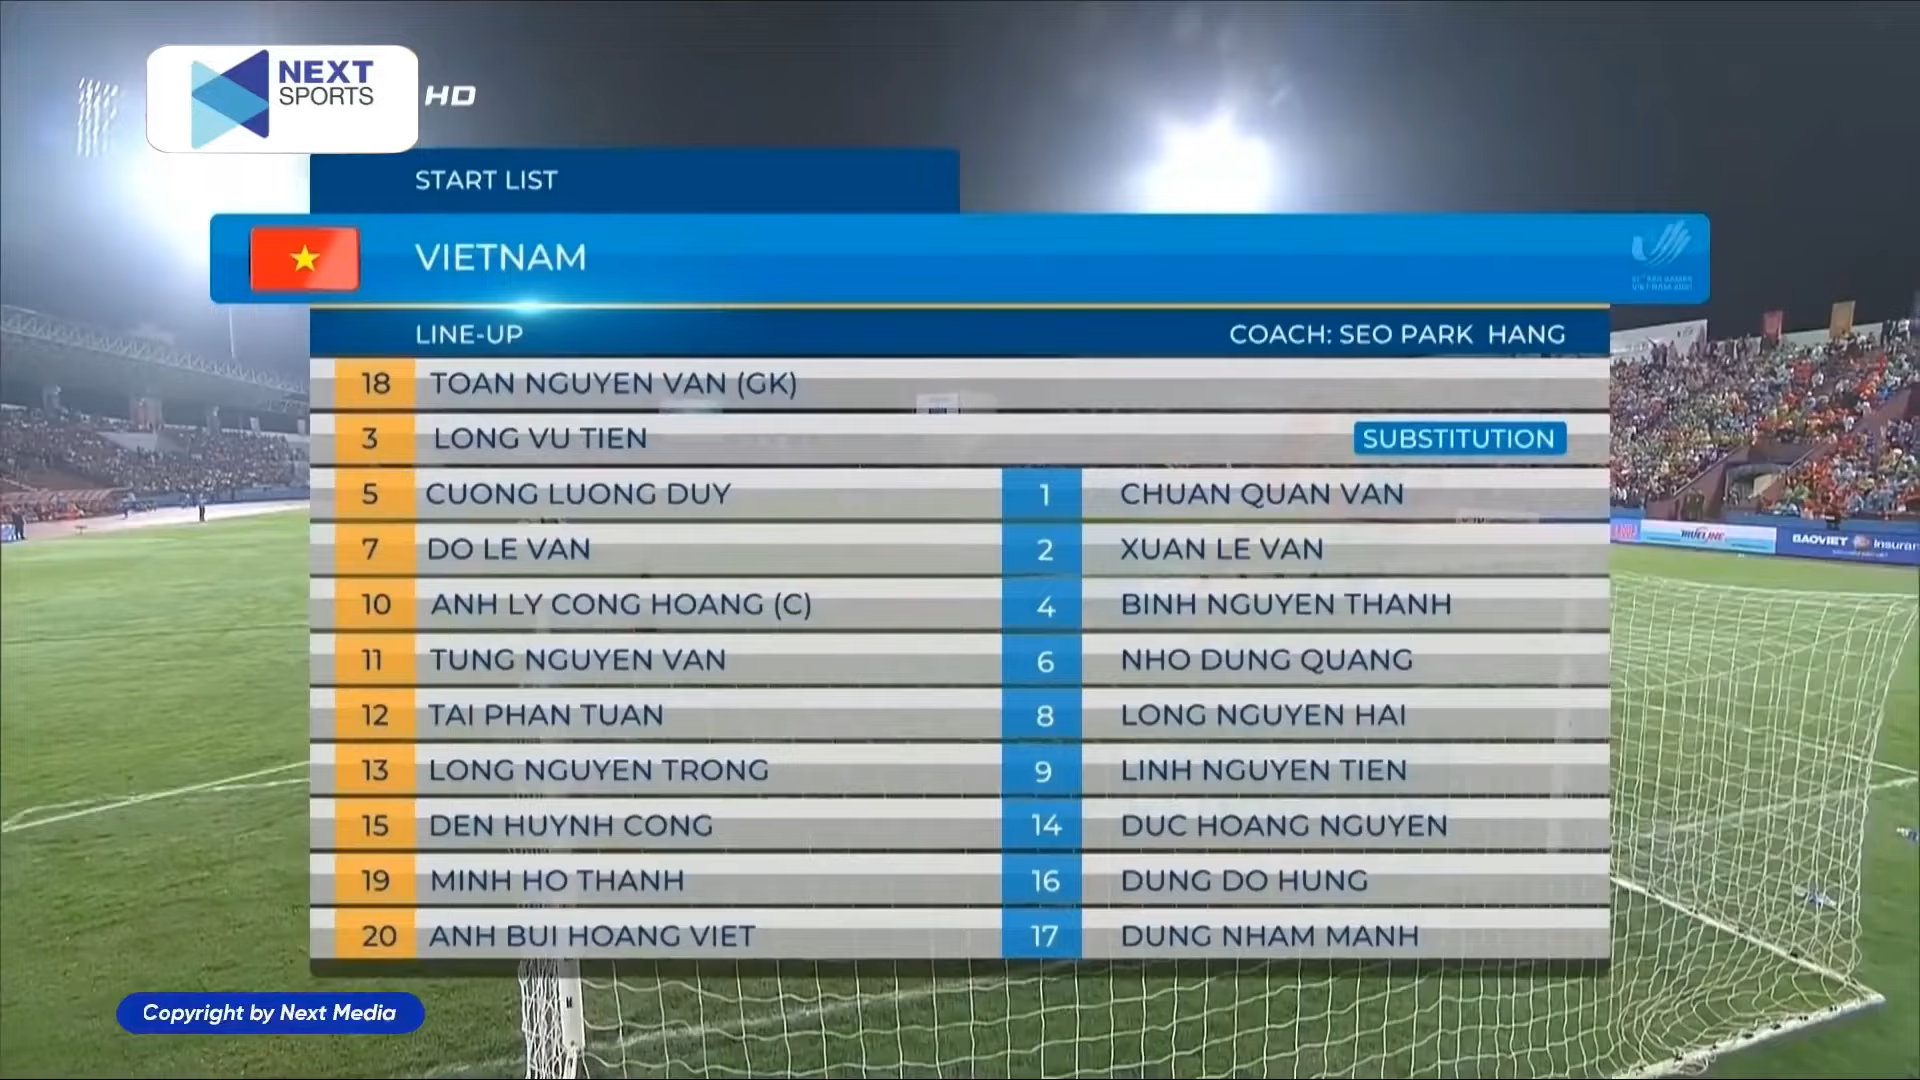 NEXT
SPORTS
HD
START LIST
VIETNAM
LINE-UP
COACH: SEO PARK HANG
18 TOAN NGUYEN VAN (GK)
3 LONG VU TIEN
SUBSTITUTION
5 CUONG LUONG DUY
1 CHUAN QUAN VAN
7 DO LE VAN
2 XUAN LE VAN
10 ANH LY CONG HOANG (C)
4 BINH NGUYEN THANH
11 TUNG NGUYEN VAN
6 NHO DUNG QUANG
12 TAI PHAN TUAN
8 LONG NGUYEN HAI
13 LONG NGUYEN TRONG
9 LINH NGUYEN TIEN
15 DEN HUYNH CONG
14 DUC HOANG NGUYEN
19 MINH HO THANH
16 DUNG DO HUNG
20 ANH BUI HOANG VIET
17 DUNG NHAM MANH
BAOVIET Insuran
Copyright by Next Media